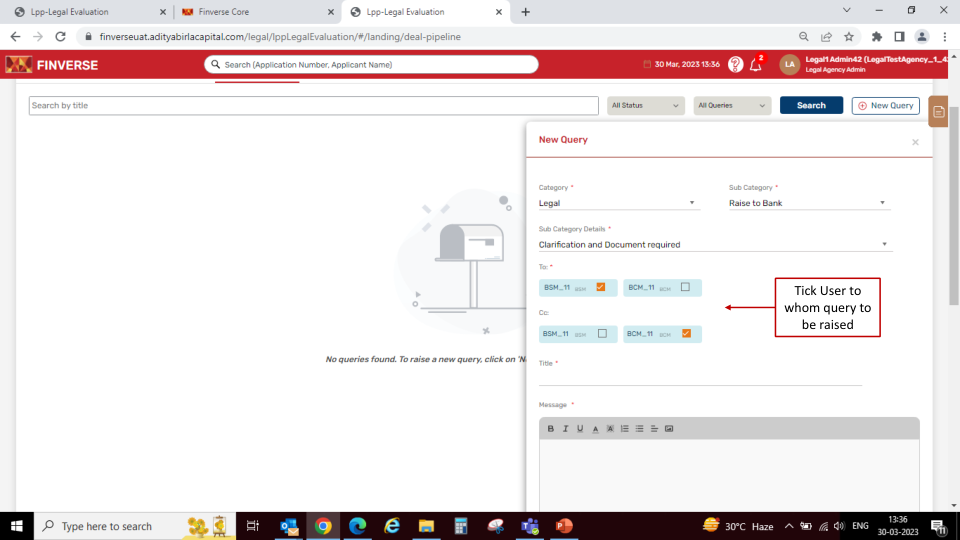 Lpp-Legal Evaluation
Finverse Core
Lpp-Legal Evaluation
finverseuat.adityabirlacapital.com/legal/lppLegalEvaluation/#/landing/deal-pipeline
FINVERSE
Search (Application Number, Applicant Name)
30 Mar, 2023 13:36
2
LA
Legal1 Admin42 (LegalTestAgency_1_4
Legal Agency Admin
Search by title
All Status
All Queries
Search
New Query
New Query
Category *
Sub Category *
Legal
Raise to Bank
Sub Category Details *
Clarification and Document required
To: *
BSM_11 BSM
BCM_11 BCM
Tick User to
whom query to
be raised
Cc:
BSM_11 BSM
BCM_11 BCM
No queries found. To raise a new query, click on 'N
Title *
Message *
B I U A A
Type here to search
30°C Haze
ENG
13:36
30-03-2023